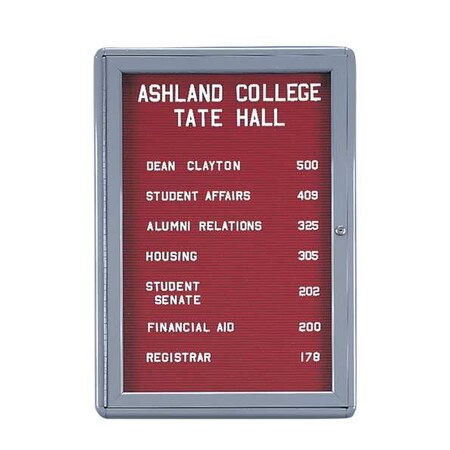 ASHLAND COLLEGE
TATE HALL
DEAN CLAYTON 500
STUDENT AFFAIRS 409
ALUMNI RELATIONS 325
HOUSING 305
STUDENT
SENATE 202
FINANCIAL AID 200
REGISTRAR 178